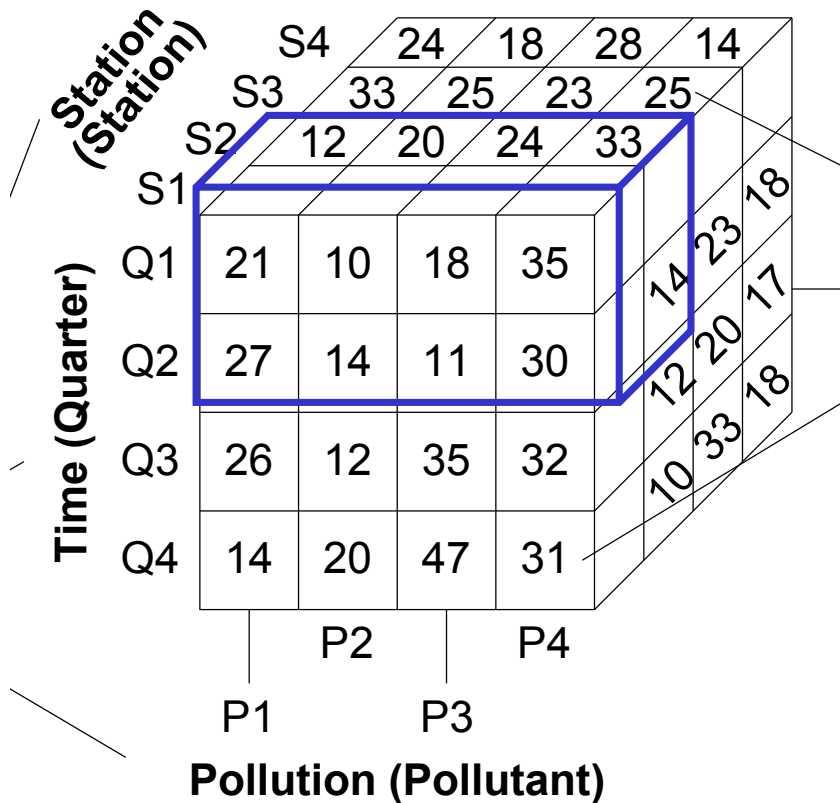 Station
(Station)
S4 24 18 28 14
S3 33 25 23 25
S2 12 20 24 33
S1
Time (Quarter)
Q1 21 10 18 35
Q2 27 14 11 30
Q3 26 12 35 32
Q4 14 20 47 31
14 23 18
12 20 17
10 33 18
P2 P4
P1 P3
Pollution (Pollutant)